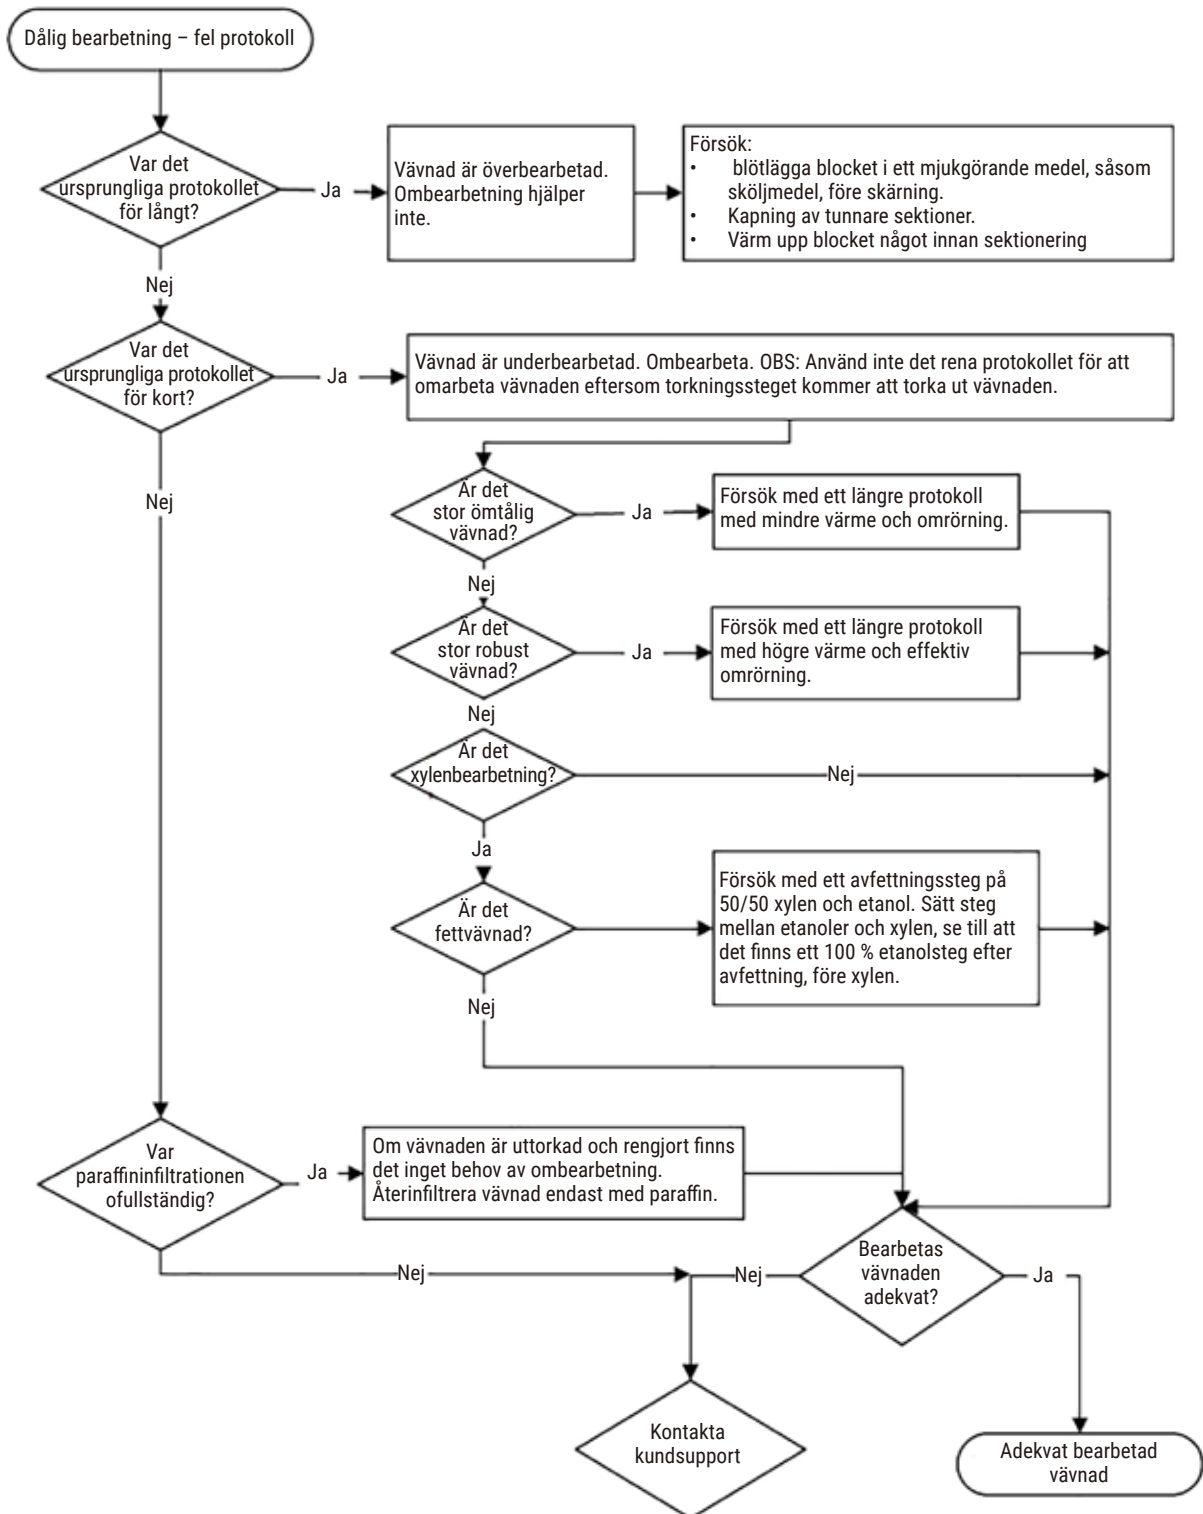 Dålig bearbetning – fel protokoll
Var det
ursprungliga protokollet
för långt?
Ja
Vävnad är överbearbetad.
Ombearbetning hjälper
inte.
Försök:
• blötlägga blocket i ett mjukgörande medel, såsom
sköljmedel, före skärning.
• Kapning av tunnare sektioner.
• Värm upp blocket något innan sektionering
Nej
Var det
ursprungliga protokollet
för kort?
Ja
Vävnad är underbearbetad. Ombearbeta. OBS: Använd inte det rena protokollet för att
omarbeta vävnaden eftersom torkningssteget kommer att torka ut vävnaden.
Nej
Är det
stor ömtålig
vävnad?
Ja
Försök med ett längre protokoll
med mindre värme och omrörning.
Nej
Är det
stor robust
vävnad?
Ja
Försök med ett längre protokoll
med högre värme och effektiv
omrörning.
Nej
Är det
xylenbearbetning?
Nej
Ja
Är det
fettvävnad?
Försök med ett avfettningssteg på
50/50 xylen och etanol. Sätt steg
mellan etanoler och xylen, se till att
det finns ett 100 % etanolsteg efter
avfettning, före xylen.
Nej
Var
paraffininfiltrationen
ofullständig?
Ja
Om vävnaden är uttorkad och rengjort finns
det inget behov av ombearbetning.
Återinfiltrera vävnad endast med paraffin.
Nej
Bearbetas
vävnaden
adekvat?
Nej
Ja
Kontakta
kundsupport
Adekvat bearbetad
vävnad